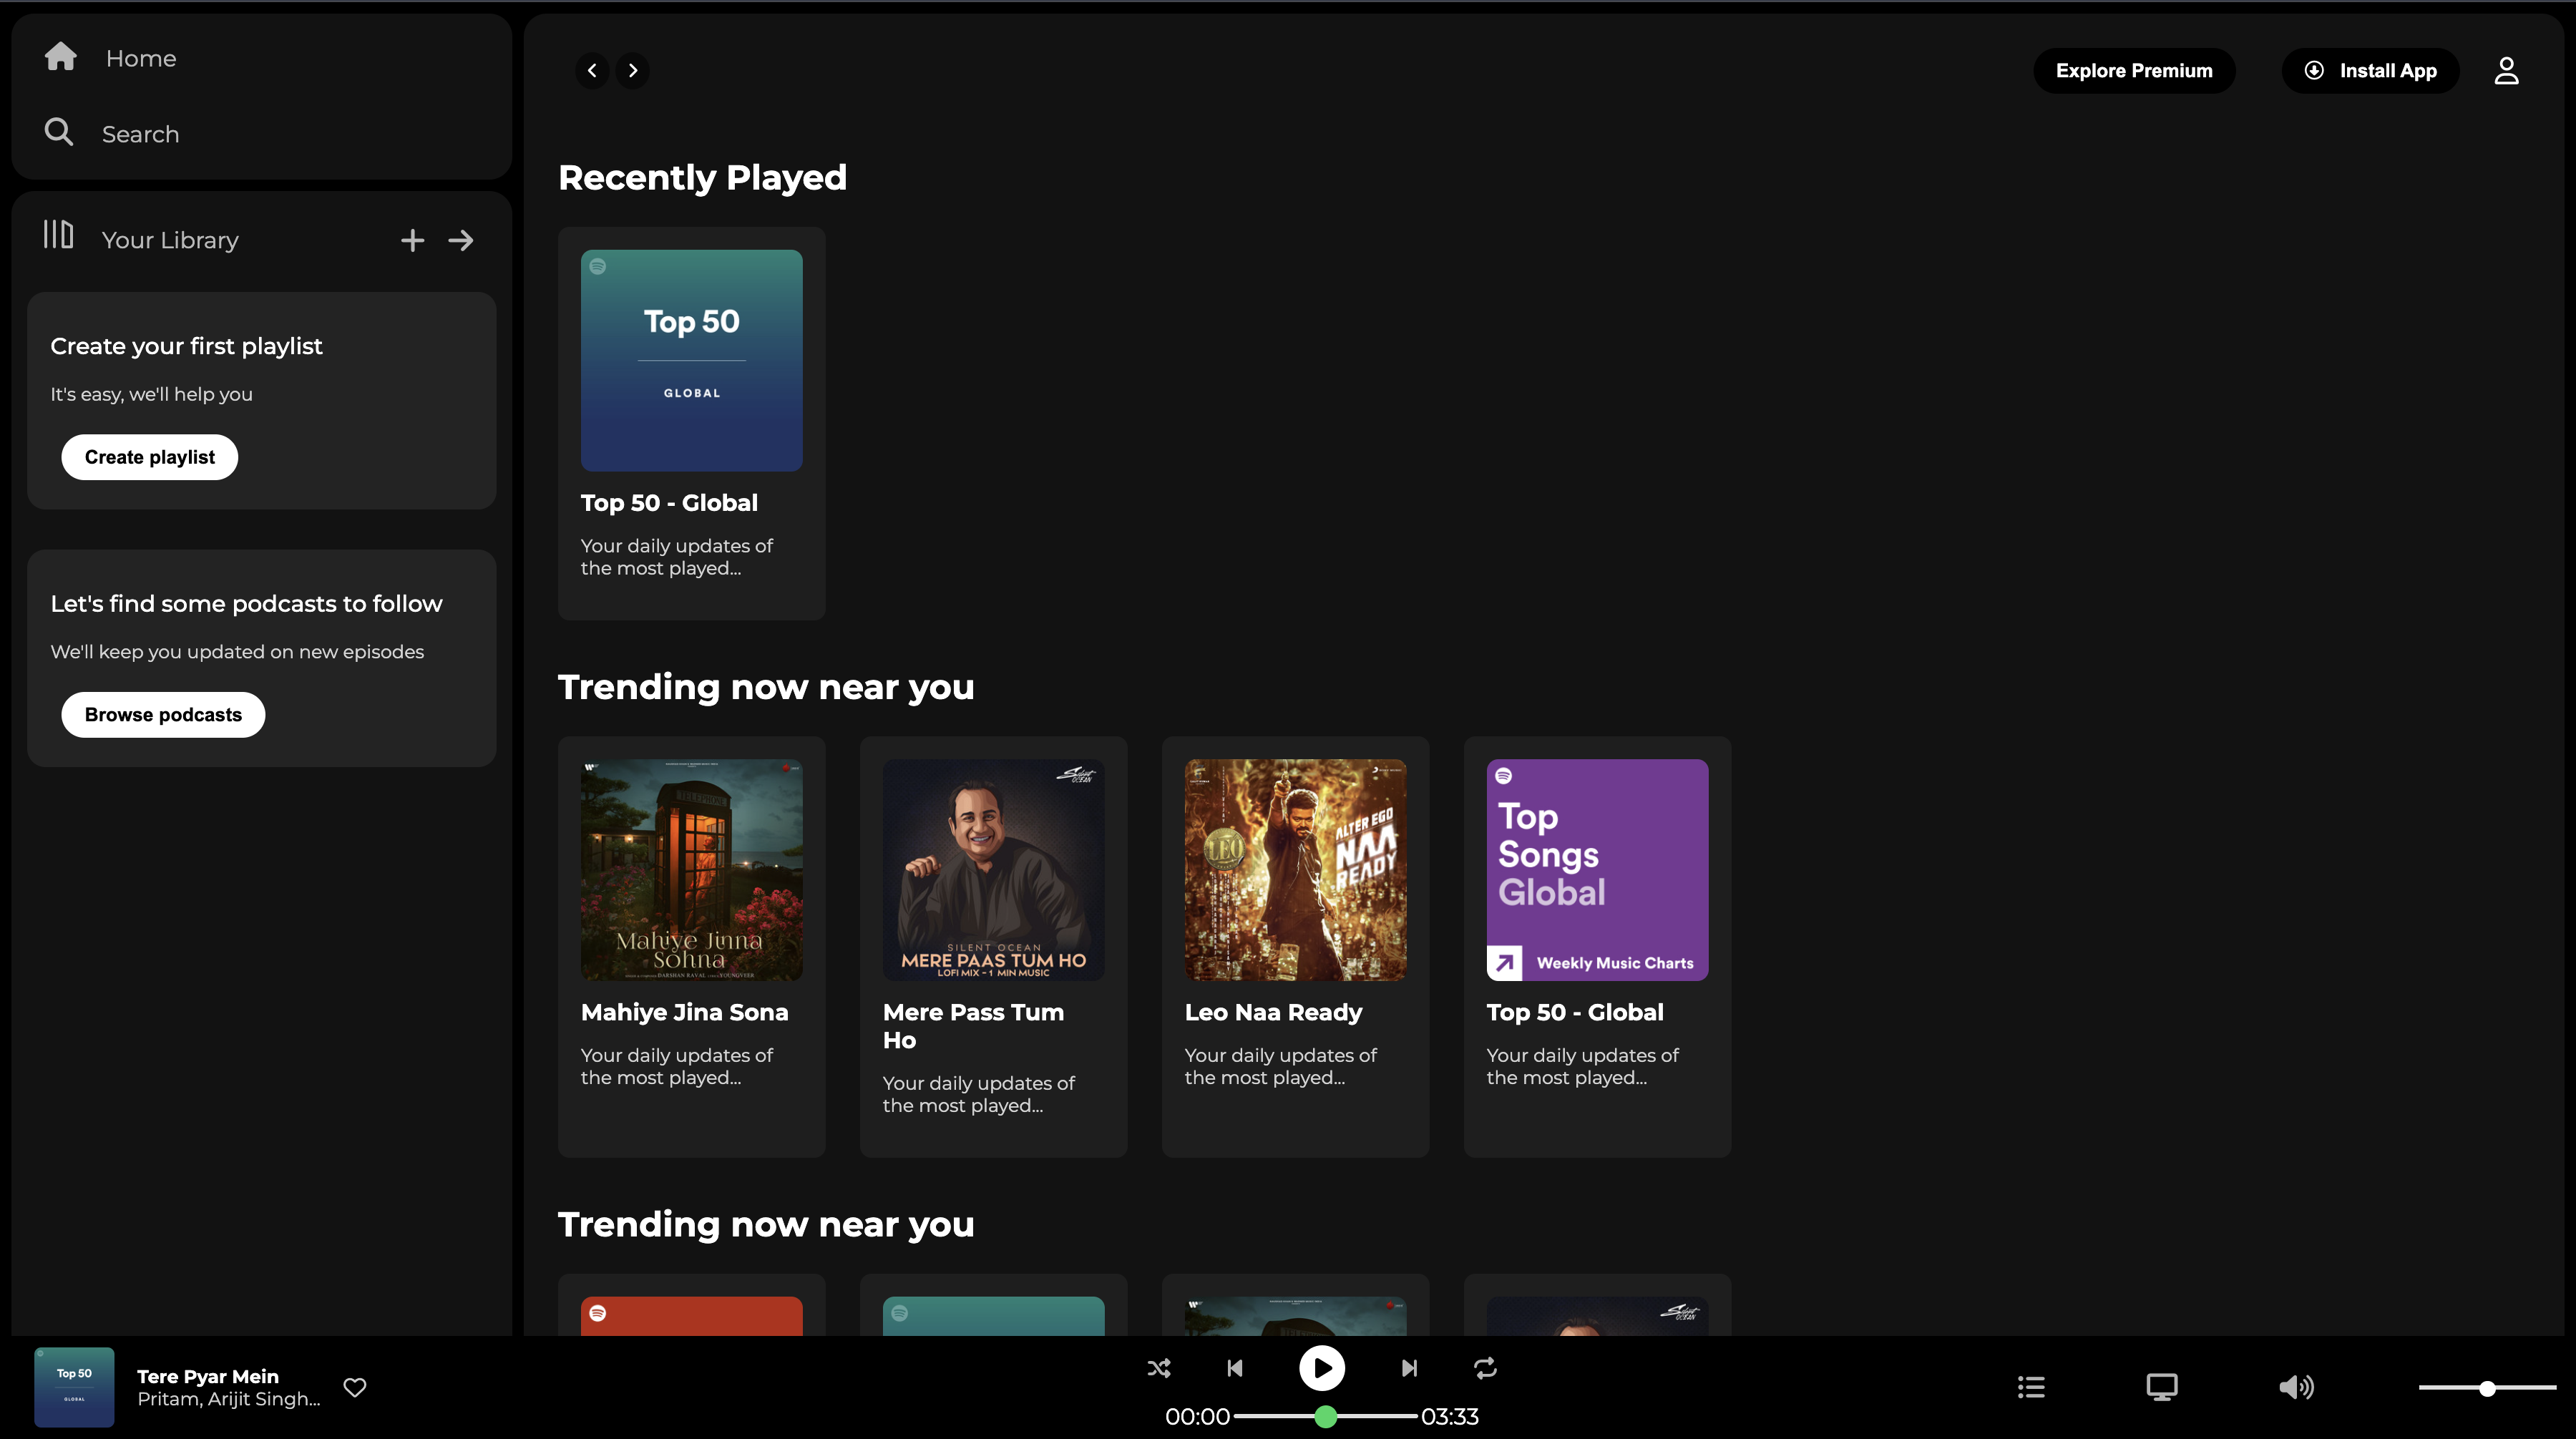 Home
Search
Your Library
Create your first playlist
It's easy, we'll help you
Create playlist
Let's find some podcasts to follow
We'll keep you updated on new episodes
Browse podcasts
Explore Premium
Install App
Recently Played
Top 50
GLOBAL
Top 50 - Global
Your daily updates of
the most played...
Trending now near you
TELEPHONE
Mahiye Jinna
Sohna
Mahiye Jina Sona
Your daily updates of
the most played...
Silent
OCEAN
SILENT OCEAN
MERE PAAS TUM HO
LOFI MIX - 1 MIN MUSIC
Mere Pass Tum
Ho
Your daily updates of
the most played...
LEO
ALTER EGO
NAA
READY
Leo Naa Ready
Your daily updates of
the most played...
Top
Songs
Global
Weekly Music Charts
Top 50 - Global
Your daily updates of
the most played...
Trending now near you
Silent
OCEAN
Top 50
GLOBAL
Tere Pyar Mein
Pritam, Arijit Singh...
00:00
03:33